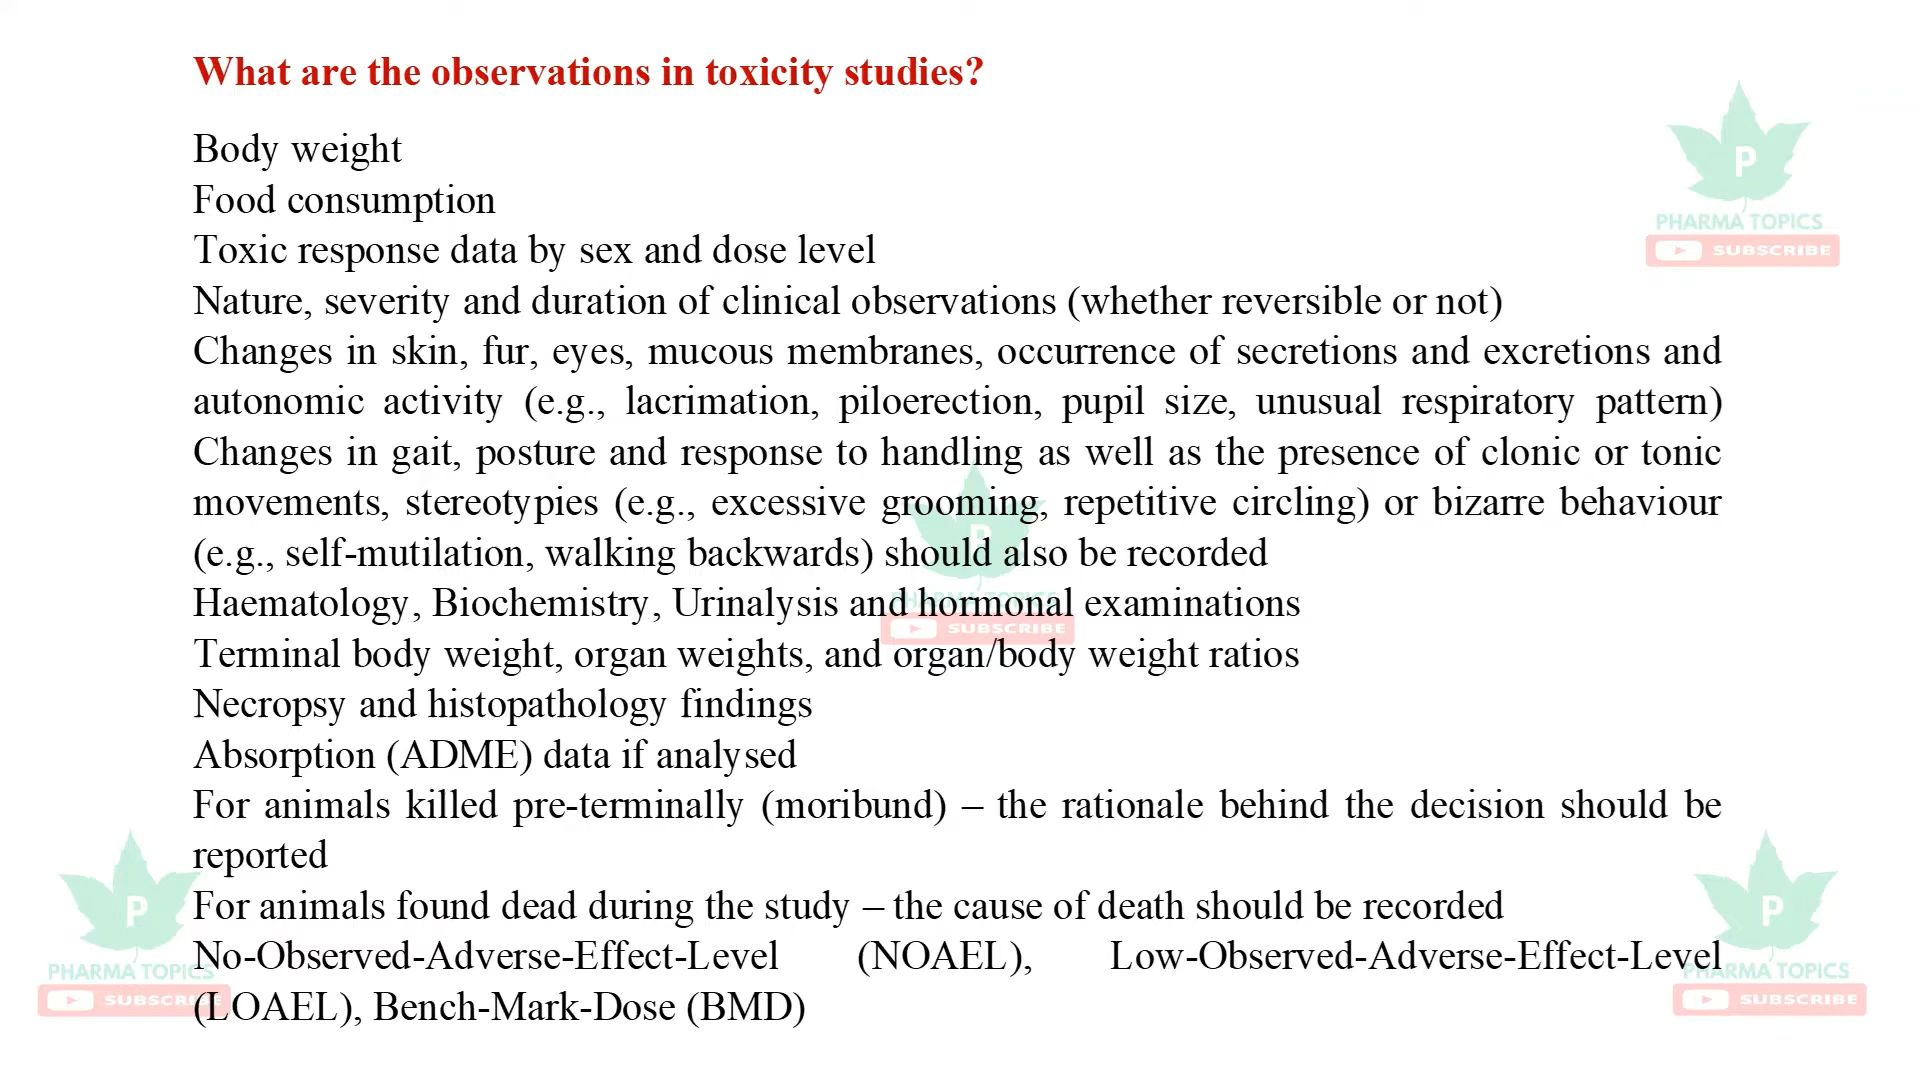 What are the observations in toxicity studies?
Body weight
Food consumption
Toxic response data by sex and dose level
Nature, severity and duration of clinical observations (whether reversible or not)
Changes in skin, fur, eyes, mucous membranes, occurrence of secretions and excretions and
autonomic activity (e.g., lacrimation, piloerection, pupil size, unusual respiratory pattern)
Changes in gait, posture and response to handling as well as the presence of clonic or tonic
movements, stereotypies (e.g., excessive grooming, repetitive circling) or bizarre behaviour
(e.g., self-mutilation, walking backwards) should also be recorded
Haematology, Biochemistry, Urinalysis and hormonal examinations
Terminal body weight, organ weights, and organ/body weight ratios
Necropsy and histopathology findings
Absorption (ADME) data if analysed
For animals killed pre-terminally (moribund) – the rationale behind the decision should be
reported
For animals found dead during the study – the cause of death should be recorded
No-Observed-Adverse-Effect-Level (NOAEL), Low-Observed-Adverse-Effect-Level
(LOAEL), Bench-Mark-Dose (BMD)
P
PHARMA TOPICS
SUBSCRIBE
P
PHARMA TOPICS
SUBSCRIBE
P
PHARMA TOPICS
SUBSCRIBE
P
PHARMA TOPICS
SUBSCRIBE